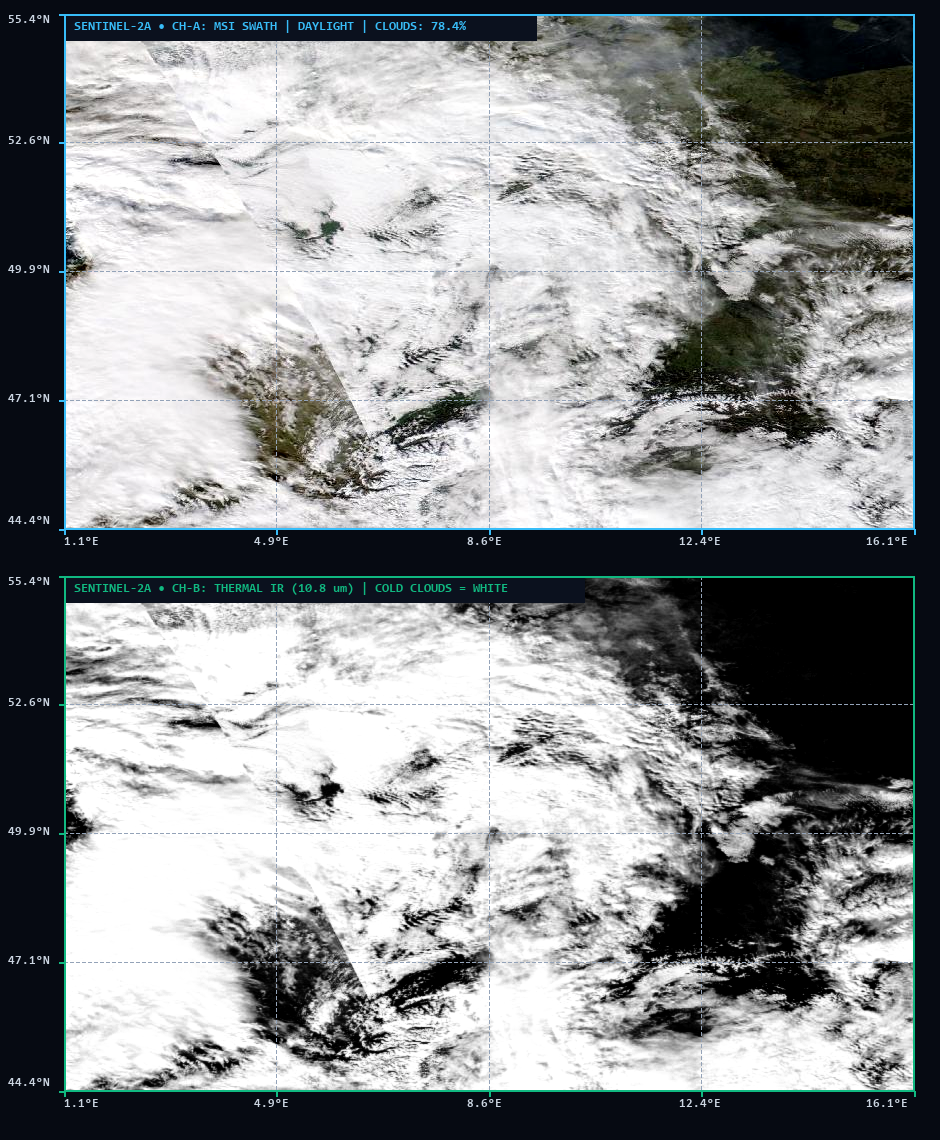 55.4°N
SENTINEL-2A • CH-A: MSI SWATH | DAYLIGHT | CLOUDS: 78.4%
52.6°N
49.9°N
47.1°N
44.4°N
1.1°E 4.9°E 8.6°E 12.4°E 16.1°E
55.4°N
SENTINEL-2A • CH-B: THERMAL IR (10.8 um) | COLD CLOUDS = WHITE
52.6°N
49.9°N
47.1°N
44.4°N
1.1°E 4.9°E 8.6°E 12.4°E 16.1°E